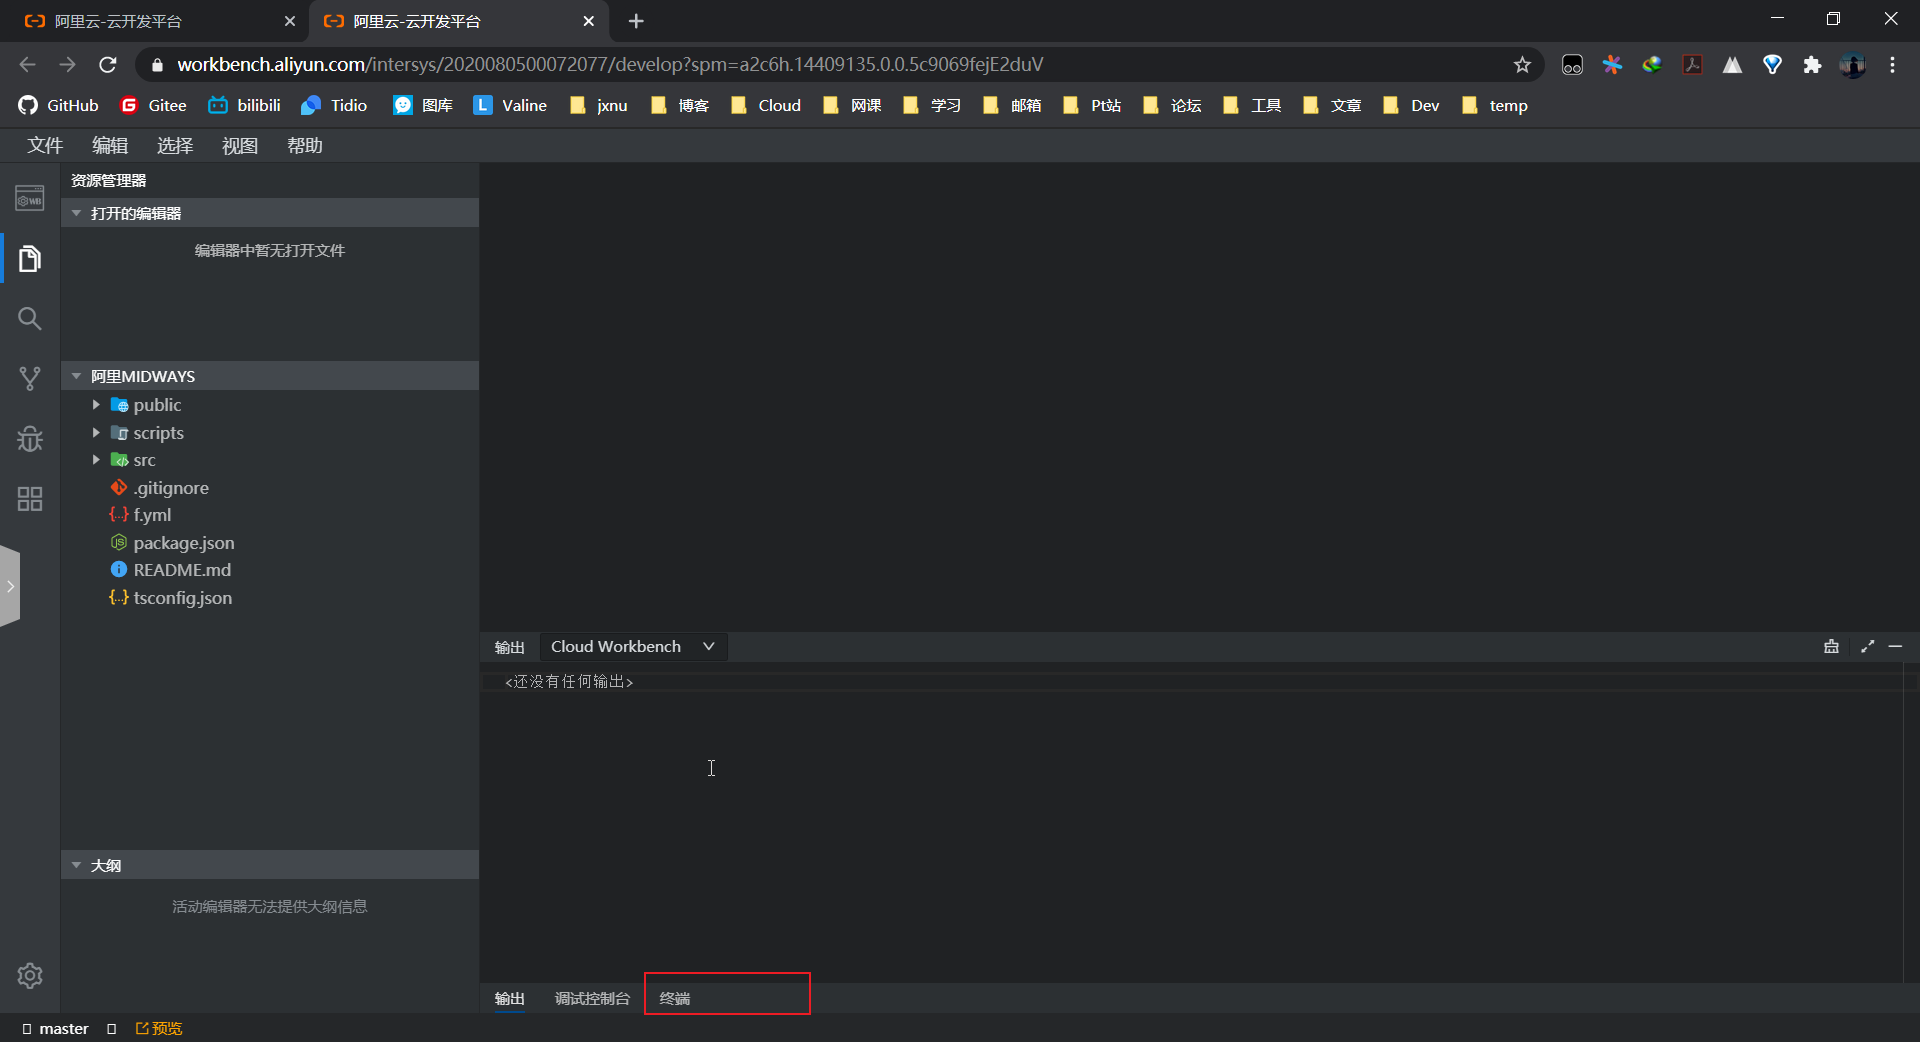 阿里云-云开发平台
阿里云-云开发平台
workbench.aliyun.com/intersys/2020080500072077/develop?spm=a2c6h.14409135.0.0.5c9069fejE2duV
GitHub Gitee bilibili Tidio 图库 Valine jxnu 博客 Cloud 网课 学习 邮箱 Pt站 论坛 工具 文章 Dev temp
文件 编辑 选择 视图 帮助
资源管理器
WB
打开的编辑器
编辑器中暂无打开文件
阿里MIDWAYS
public
scripts
src
.gitignore
f.yml
package.json
README.md
tsconfig.json
输出 Cloud Workbench
<还没有任何输出>
大纲
活动编辑器无法提供大纲信息
输出 调试控制台 终端
master 预览